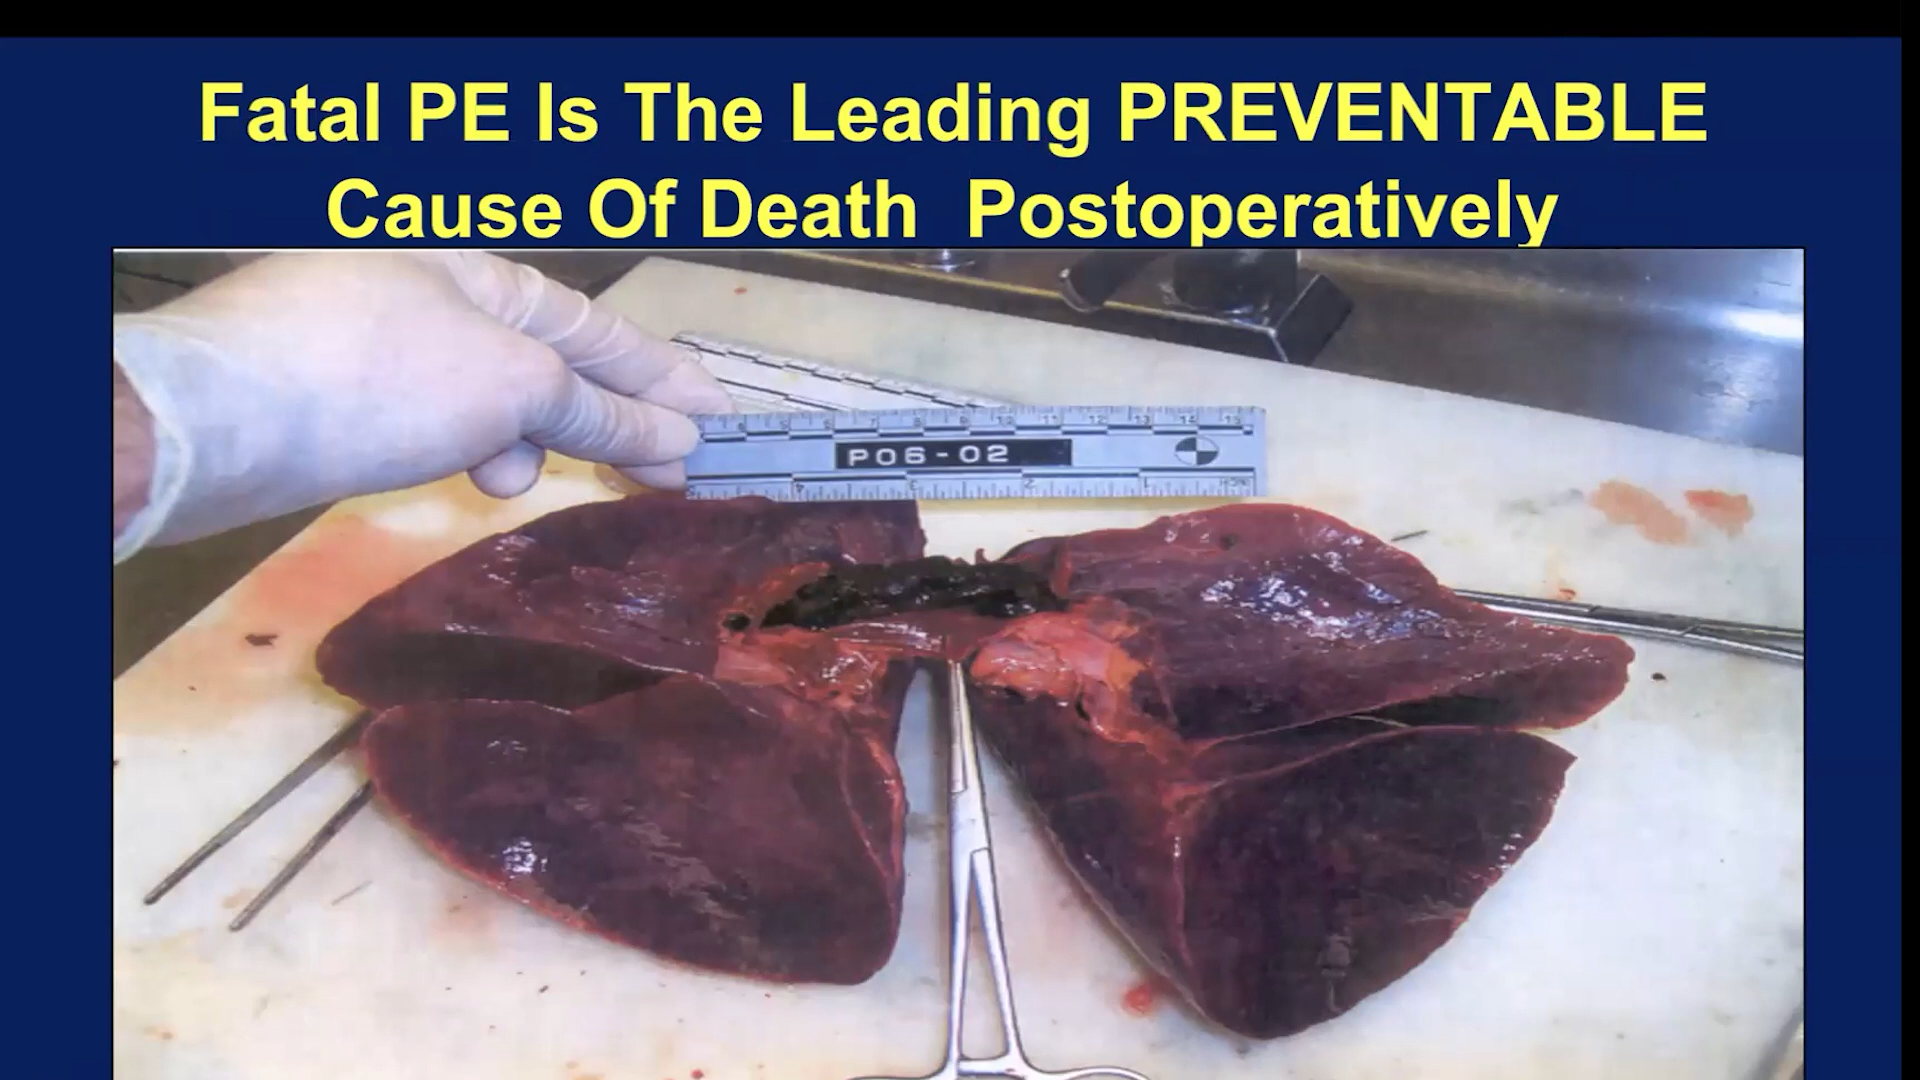 Fatal PE Is The Leading PREVENTABLE
Cause Of Death Postoperatively
P06-02